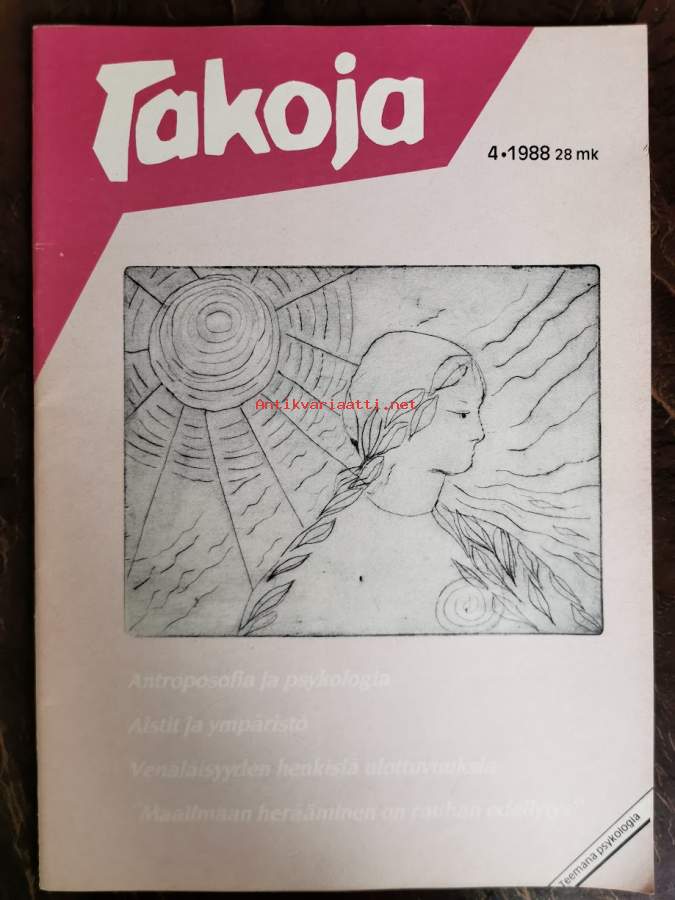 Takoja
4•1988 28 mk
Antikvariaatti.net
Antroposofia ja psykologia
Aistit ja ympäristö
Venäläisyyden henkisiä ulottuvuuksia
"Maailmaan herääminen on rauhan edellytys"
Teemana psykologia